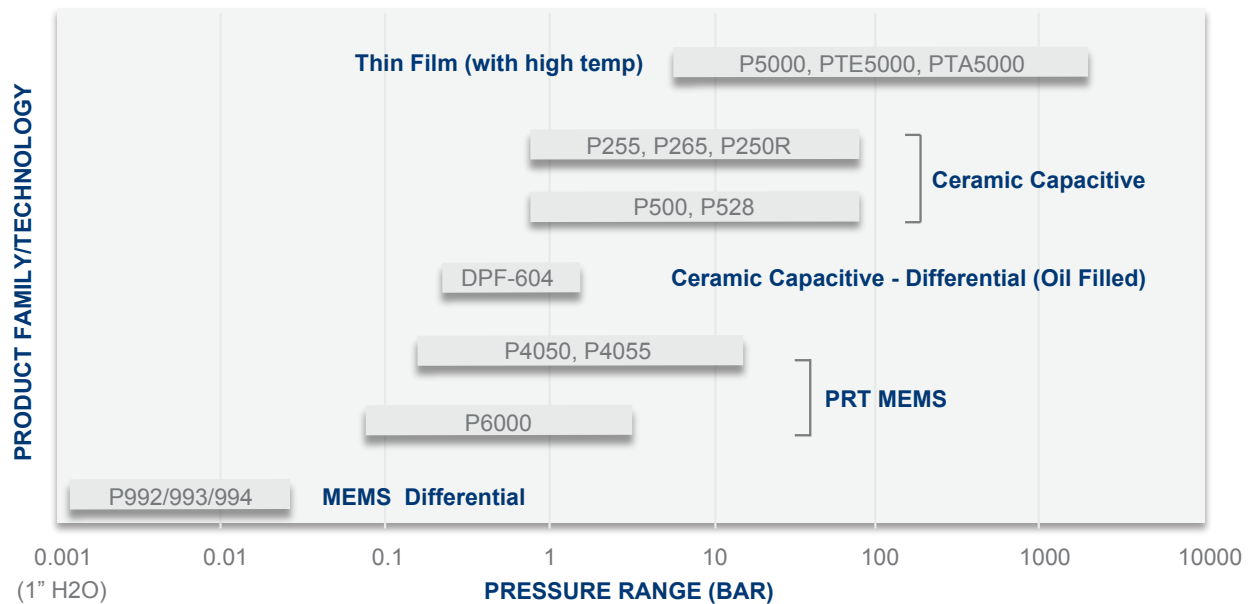 PRODUCT FAMILY/TECHNOLOGY
Thin Film (with high temp)
P5000, PTE5000, PTA5000
P255, P265, P250R
Ceramic Capacitive
P500, P528
DPF-604
Ceramic Capacitive - Differential (Oil Filled)
P4050, P4055
PRT MEMS
P6000
P992/993/994
MEMS Differential
0.001 0.01 0.1 1 10 100 1000 10000
(1” H2O)
PRESSURE RANGE (BAR)